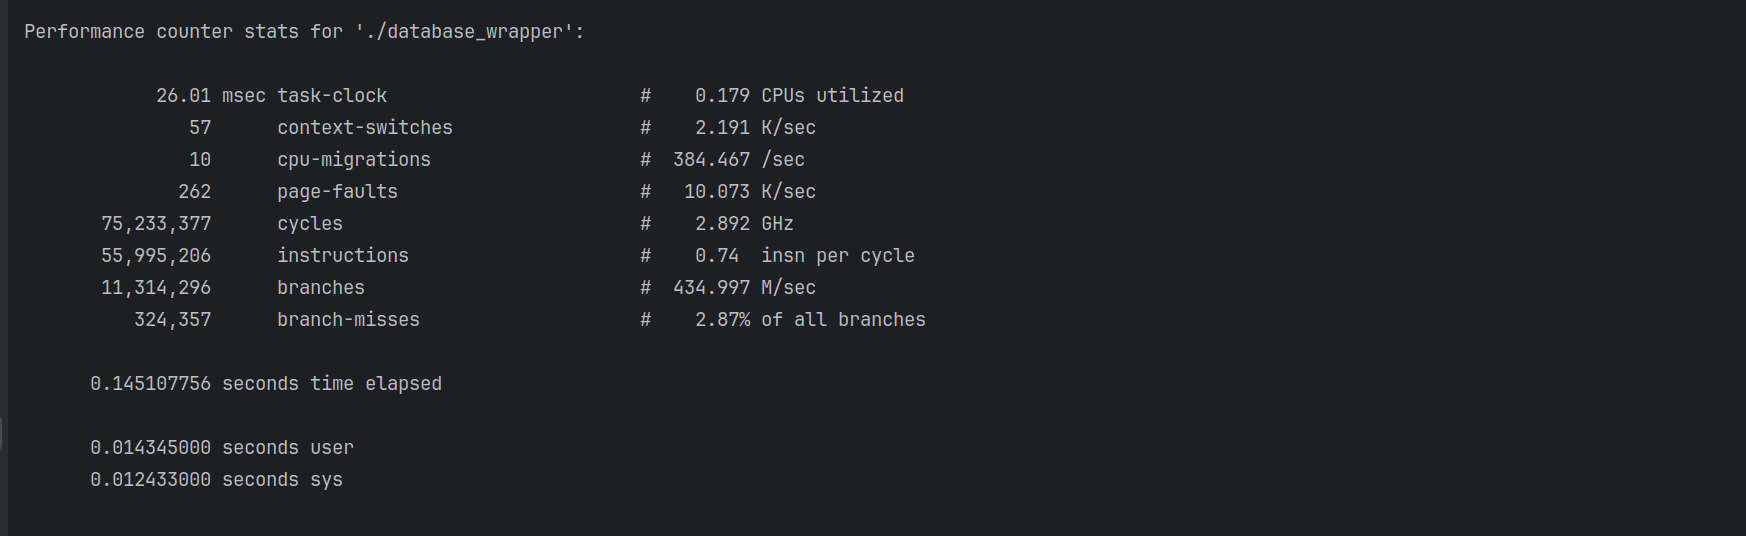 Performance counter stats for './database_wrapper':
26.01 msec task-clock # 0.179 CPUs utilized
57 context-switches # 2.191 K/sec
10 cpu-migrations # 384.467 /sec
262 page-faults # 10.073 K/sec
75,233,377 cycles # 2.892 GHz
55,995,206 instructions # 0.74 insn per cycle
11,314,296 branches # 434.997 M/sec
324,357 branch-misses # 2.87% of all branches
0.145107756 seconds time elapsed
0.014345000 seconds user
0.012433000 seconds sys